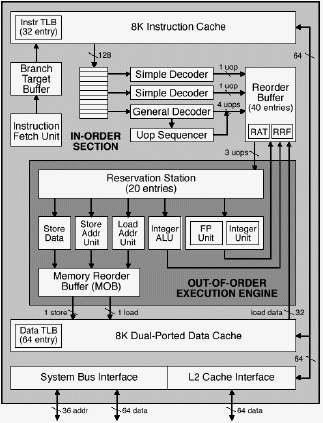 Instr TLB
(32 entry)
8K Instruction Cache
128
64
Branch
Target
Buffer
Instruction
Fetch Unit
IN-ORDER
SECTION
Simple Decoder
1 uop
Simple Decoder
1 uop
General Decoder
4 uops
Uop Sequencer
Reorder
Buffer
(40 entries)
RAT
RRF
3 uops
Reservation Station
(20 entries)
Store
Data
Store
Addr
Unit
Load
Addr
Unit
Integer
ALU
FP
Unit
Integer
Unit
Memory Reorder
Buffer (MOB)
OUT-OF-ORDER
EXECUTION ENGINE
1 store
1 load
load data
32
Data TLB
(64 entry)
8K Dual-Ported Data Cache
64
System Bus Interface
L2 Cache Interface
36 addr
64 data
64 data